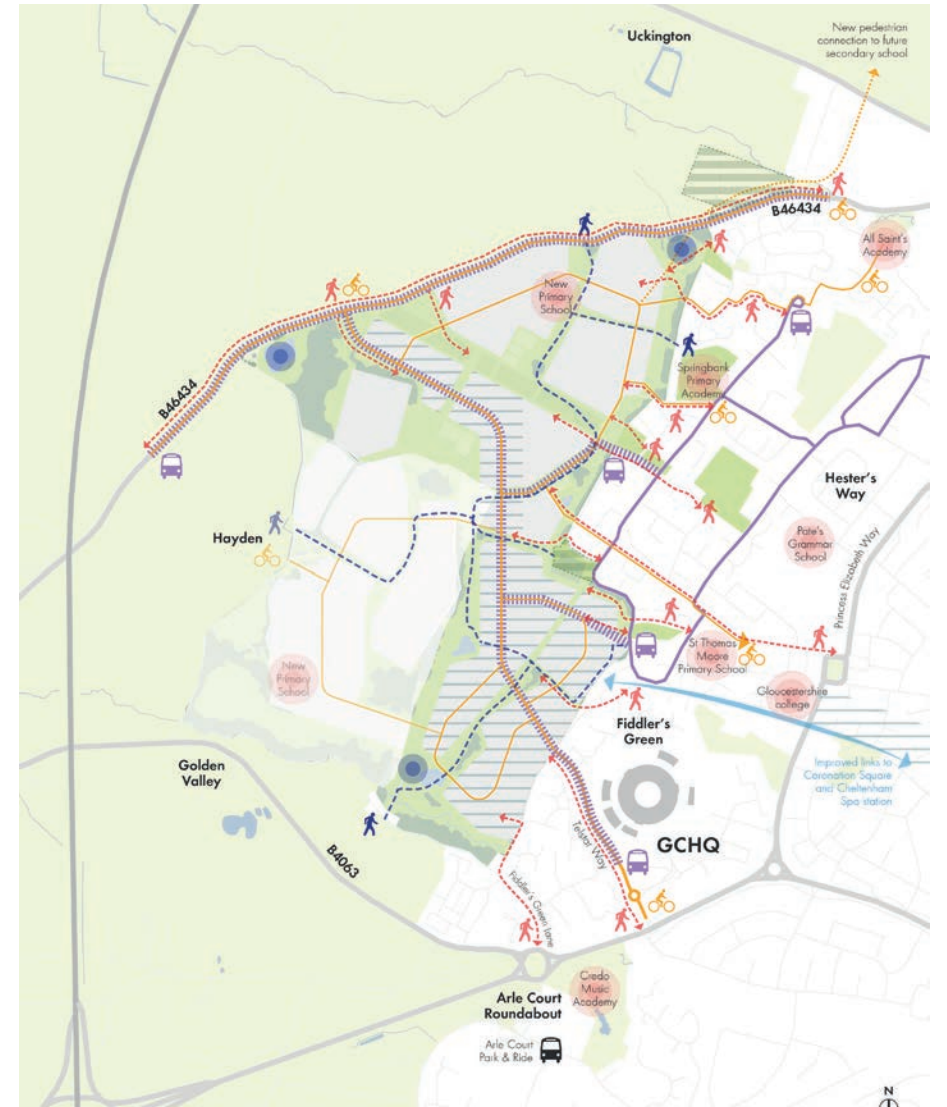 Uckington
New pedestrian
connection to future
secondary school
B46434
All Saint's
Academy
New
Primary
School
Springbank
Primary
Academy
B46434
Hester's
Way
Hayden
Pate's
Grammar
School
Princess Elizabeth Way
St Thomas
Moore
Primary School
New
Primary
School
Gloucestershire
college
Fiddler's
Green
Golden
Valley
Improved links to
Coronation Square
and Cheltenham
Spa station
Telstar Way
GCHQ
B4063
Fiddler's Green Lane
Credo
Music
Academy
Arle Court
Roundabout
Arle Court
Park & Ride
N